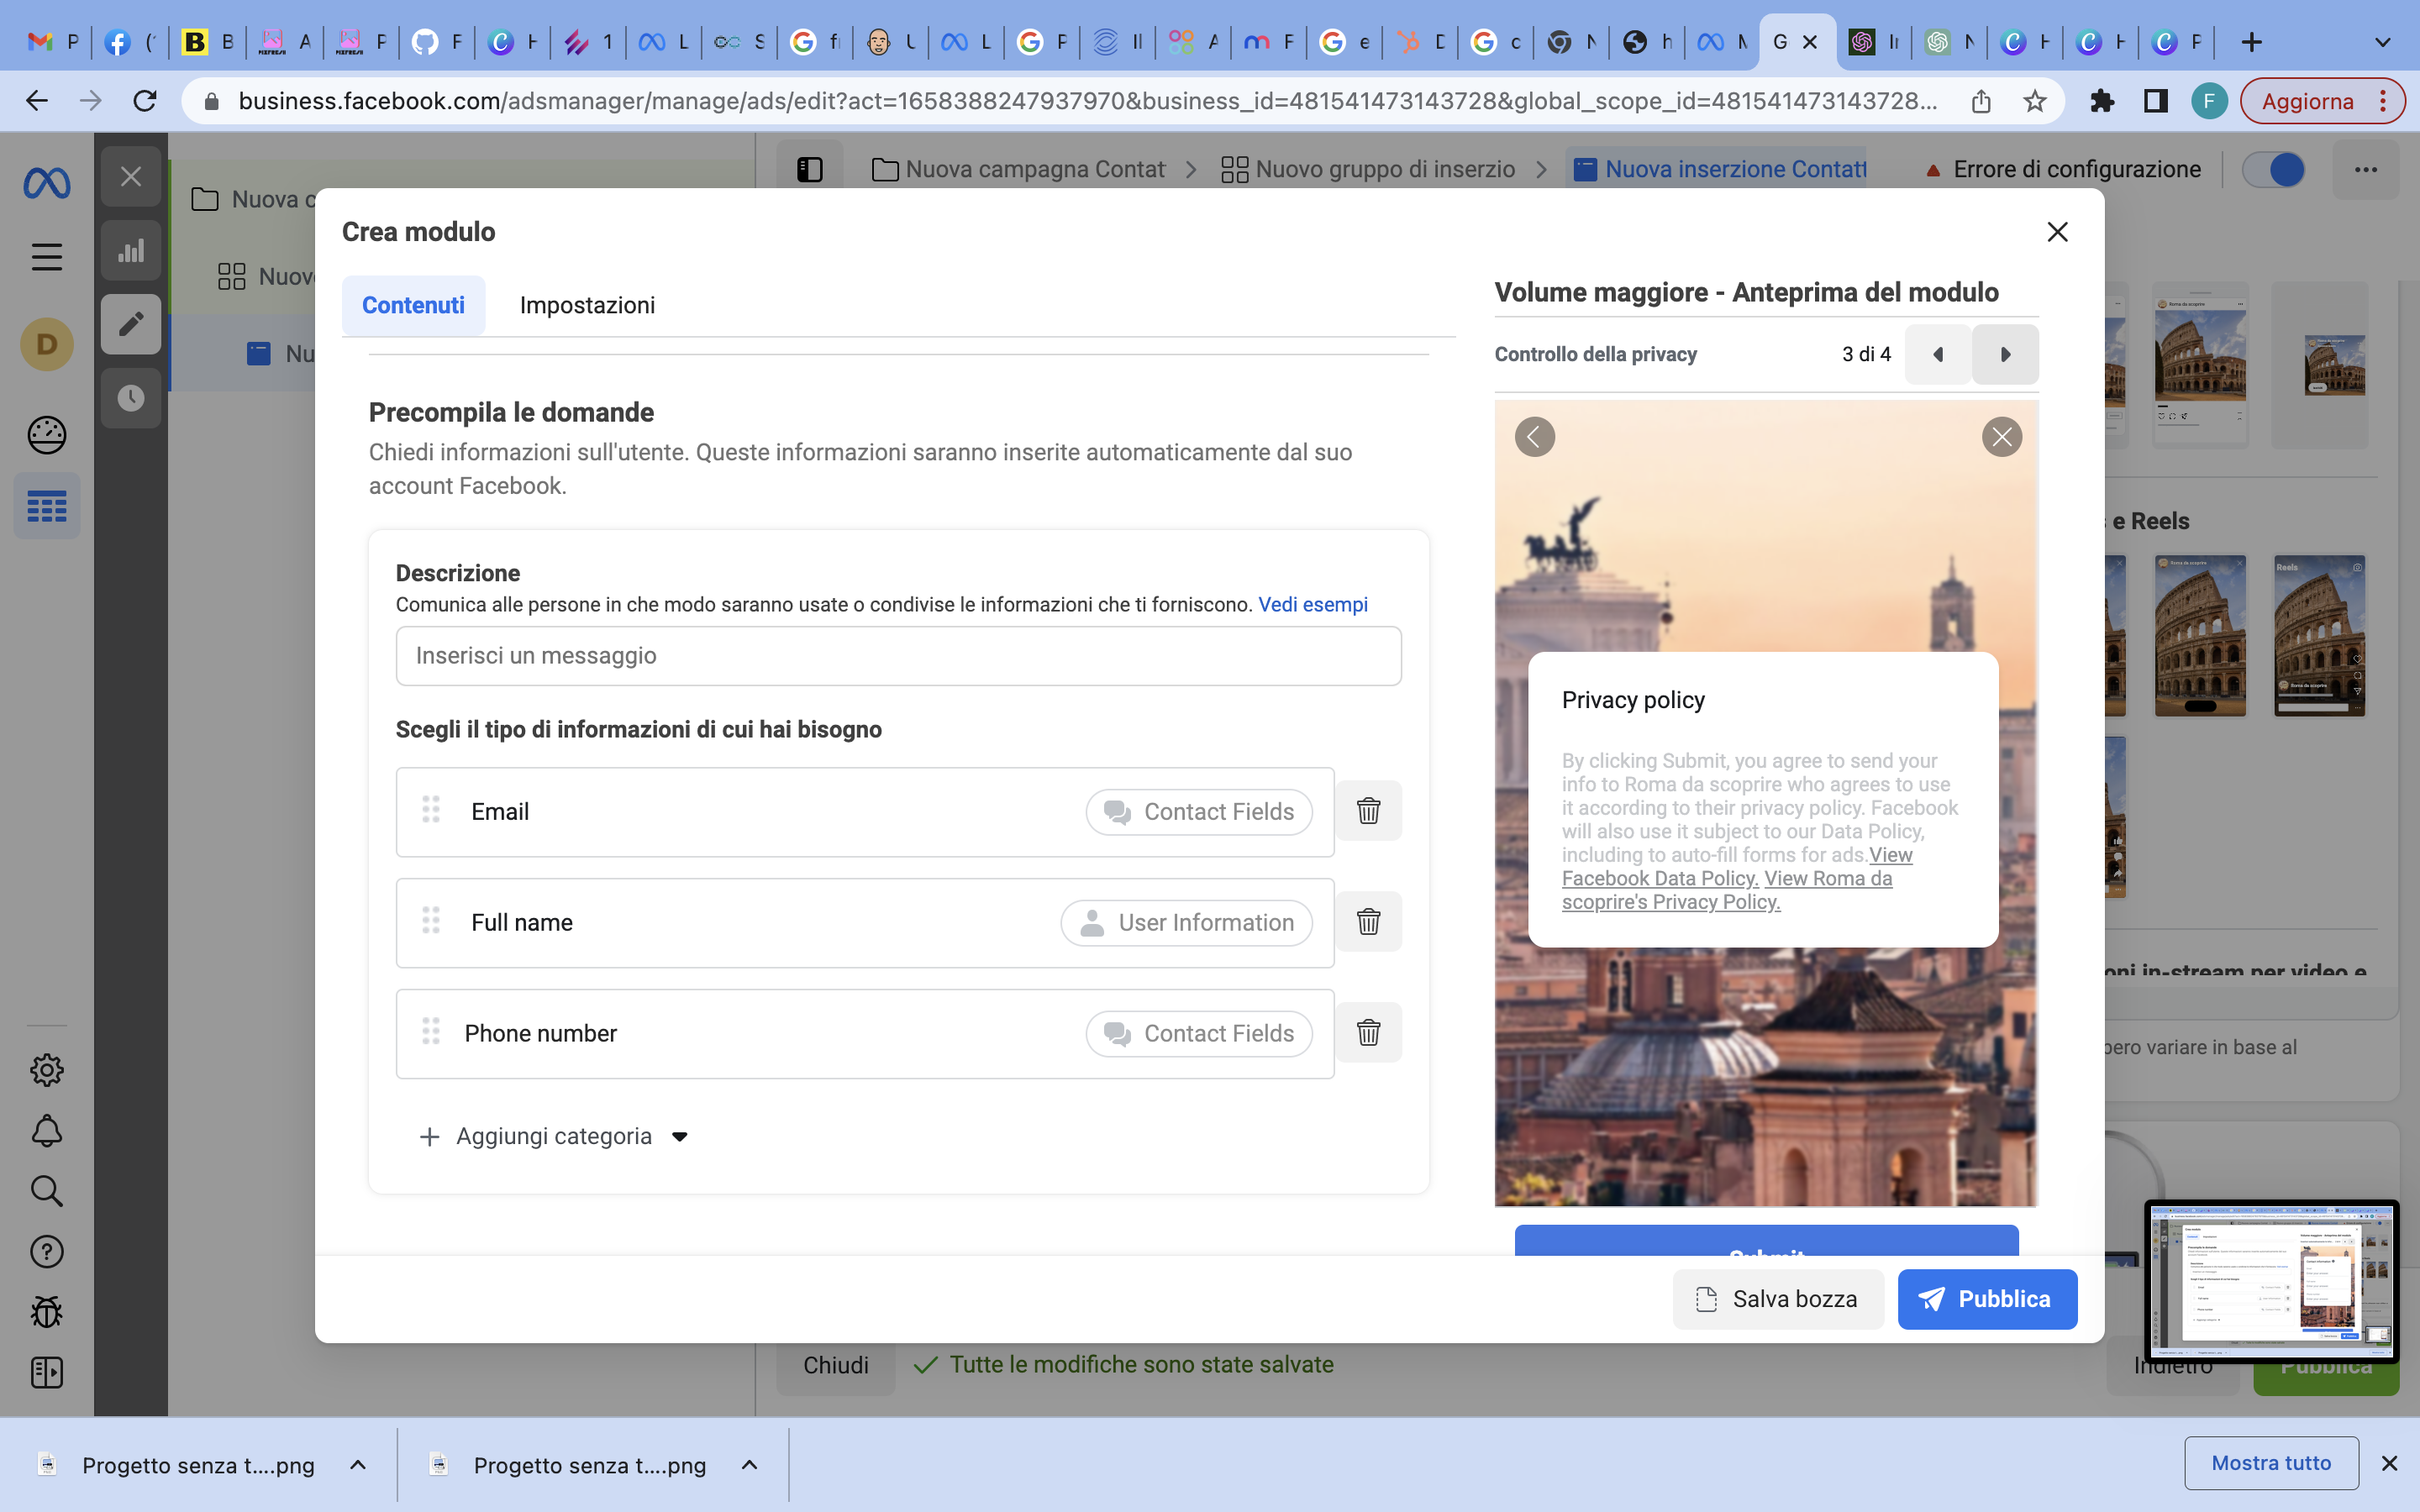 P
(
B
A
P
F
H
1
L
S
U
L
P
A
F
e
D
c
N
h
M
G
N
H
H
P
business.facebook.com/adsmanager/manage/ads/edit?act=1658388247937970&business_id=481541473143728&global_scope_id=481541473143728...
F
Aggiorna
Nuova c
Nuovo
Nu
D
Nuova campagna Contat
Nuovo gruppo di inserzio
Nuova inserzione Contatt
Errore di configurazione
Crea modulo
Contenuti
Impostazioni
Precompila le domande
Chiedi informazioni sull'utente. Queste informazioni saranno inserite automaticamente dal suo
account Facebook.
Descrizione
Comunica alle persone in che modo saranno usate o condivise le informazioni che ti forniscono. Vedi esempi
Inserisci un messaggio
Scegli il tipo di informazioni di cui hai bisogno
Email
Contact Fields
Full name
User Information
Phone number
Contact Fields
Aggiungi categoria
Volume maggiore - Anteprima del modulo
Controllo della privacy
3 di 4
Privacy policy
By clicking Submit, you agree to send your
info to Roma da scoprire who agrees to use
it according to their privacy policy. Facebook
will also use it subject to our Data Policy,
including to auto-fill forms for ads.View
Facebook Data Policy. View Roma da
scoprire's Privacy Policy.
Submit
Salva bozza
Pubblica
e Reels
Roma da scoprire
Reels
oni in-stream per video e
bero variare in base al
Chiudi
Tutte le modifiche sono state salvate
Indietro
Pubblica
Progetto senza t....png
Progetto senza t....png
Mostra tutto